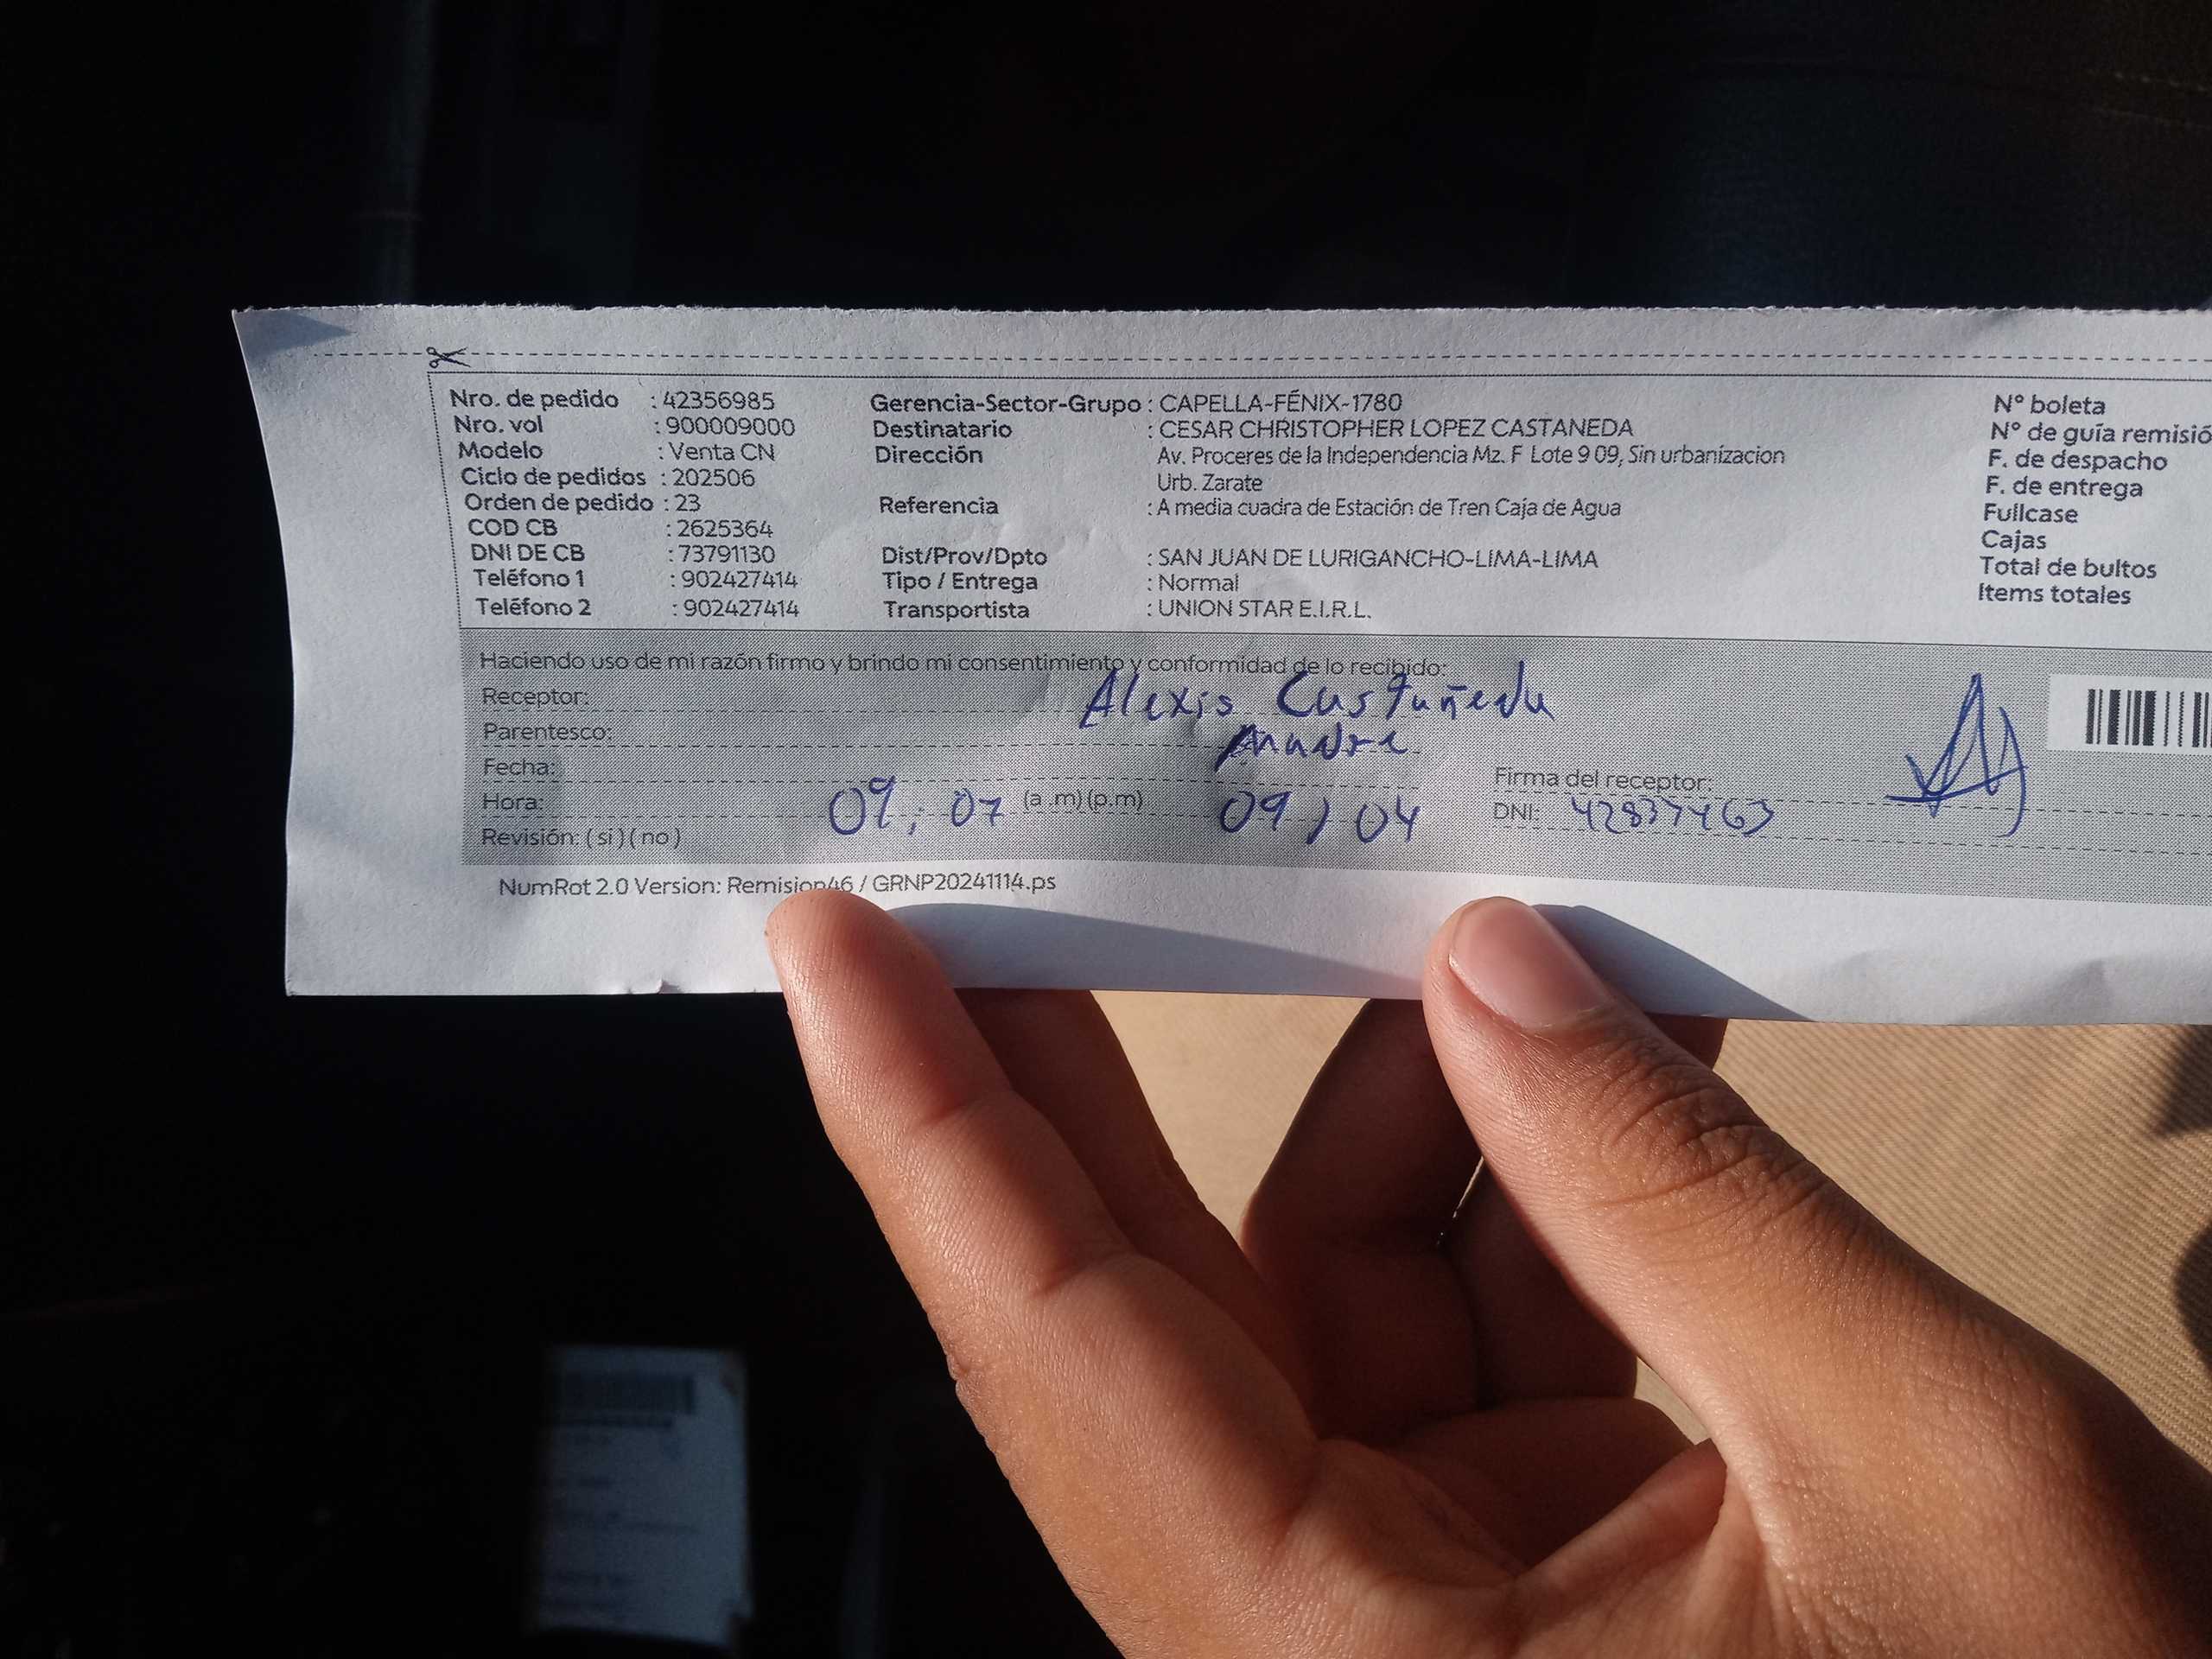 Nro. de pedido : 42356985
Nro. vol : 900009000
Modelo : Venta CN
Ciclo de pedidos : 202506
Orden de pedido : 23
COD CB : 2625364
DNI DE CB : 73791130
Teléfono 1 : 902427414
Teléfono 2 : 902427414
Gerencia-Sector-Grupo : CAPELLA-FÉNIX-1780
Destinatario : CESAR CHRISTOPHER LOPEZ CASTANEDA
Dirección Av. Proceres de la Independencia Mz. F Lote 9 09, Sin urbanizacion
Urb. Zarate
Referencia : A media cuadra de Estación de Tren Caja de Agua
Dist/Prov/Dpto : SAN JUAN DE LURIGANCHO-LIMA-LIMA
Tipo / Entrega : Normal
Transportista : UNION STAR E.I.R.L.
N° boleta
N° de guía remisió
F. de despacho
F. de entrega
Fullcase
Cajas
Total de bultos
Items totales
Haciendo uso de mi razón firmo y brindo mi consentimiento y conformidad de lo recibido:
Receptor: Alexis Castañeda
Parentesco: Madre
Fecha: 09/04
Hora: 09:07 (a .m) (p.m)
Revisión: ( si ) ( no )
Firma del receptor:
DNI: 42837463
NumRot 2.0 Version: Remision46 / GRNP20241114.ps